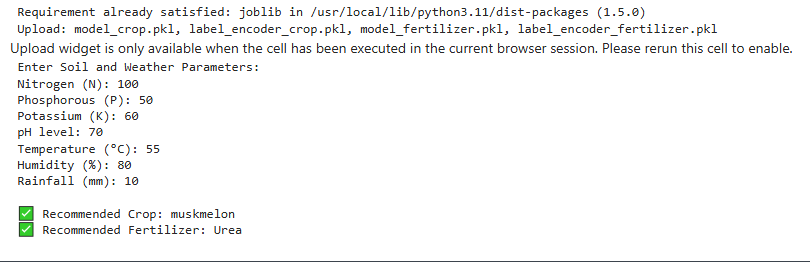 Requirement already satisfied: joblib in /usr/local/lib/python3.11/dist-packages (1.5.0)
Upload: model_crop.pkl, label_encoder_crop.pkl, model_fertilizer.pkl, label_encoder_fertilizer.pkl
Upload widget is only available when the cell has been executed in the current browser session. Please rerun this cell to enable.
Enter Soil and Weather Parameters:
Nitrogen (N): 100
Phosphorous (P): 50
Potassium (K): 60
pH level: 70
Temperature (°C): 55
Humidity (%): 80
Rainfall (mm): 10
✅ Recommended Crop: muskmelon
✅ Recommended Fertilizer: Urea